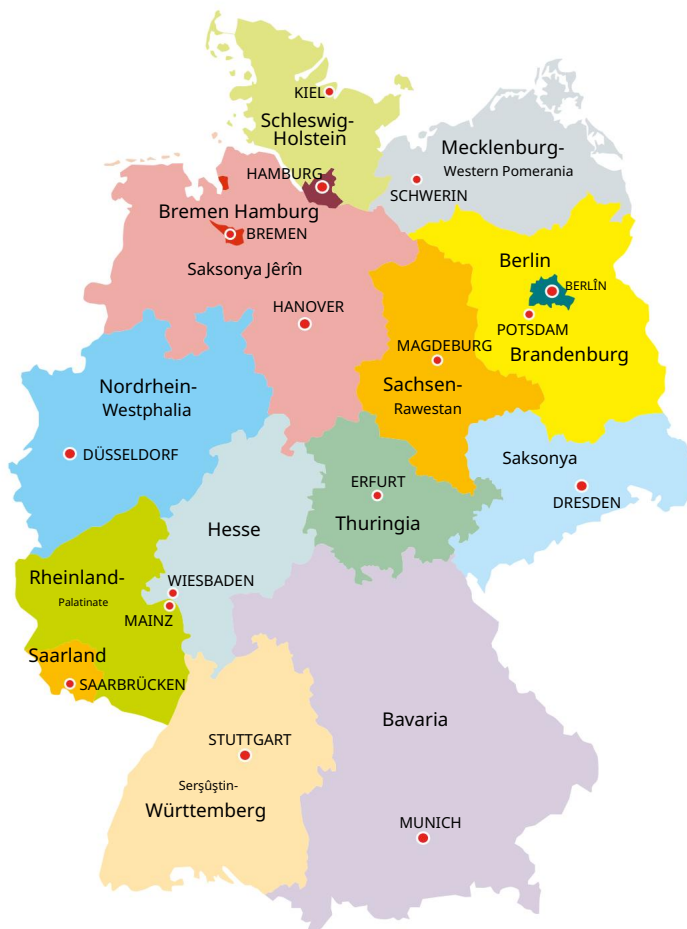 KIEL
Schleswig-
Holstein
Mecklenburg-
Western Pomerania
HAMBURG
SCHWERIN
Bremen Hamburg
BREMEN
Saksonya Jêrîn
Berlin
BERLÎN
HANOVER
POTSDAM
MAGDEBURG
Brandenburg
Nordrhein-
Westphalia
Sachsen-
Rawestan
DÜSSELDORF
Saksonya
ERFURT
DRESDEN
Hesse
Thuringia
Rheinland-
Palatinate
WIESBADEN
MAINZ
Saarland
SAARBRÜCKEN
Bavaria
STUTTGART
Serşûştin-
Württemberg
MUNICH